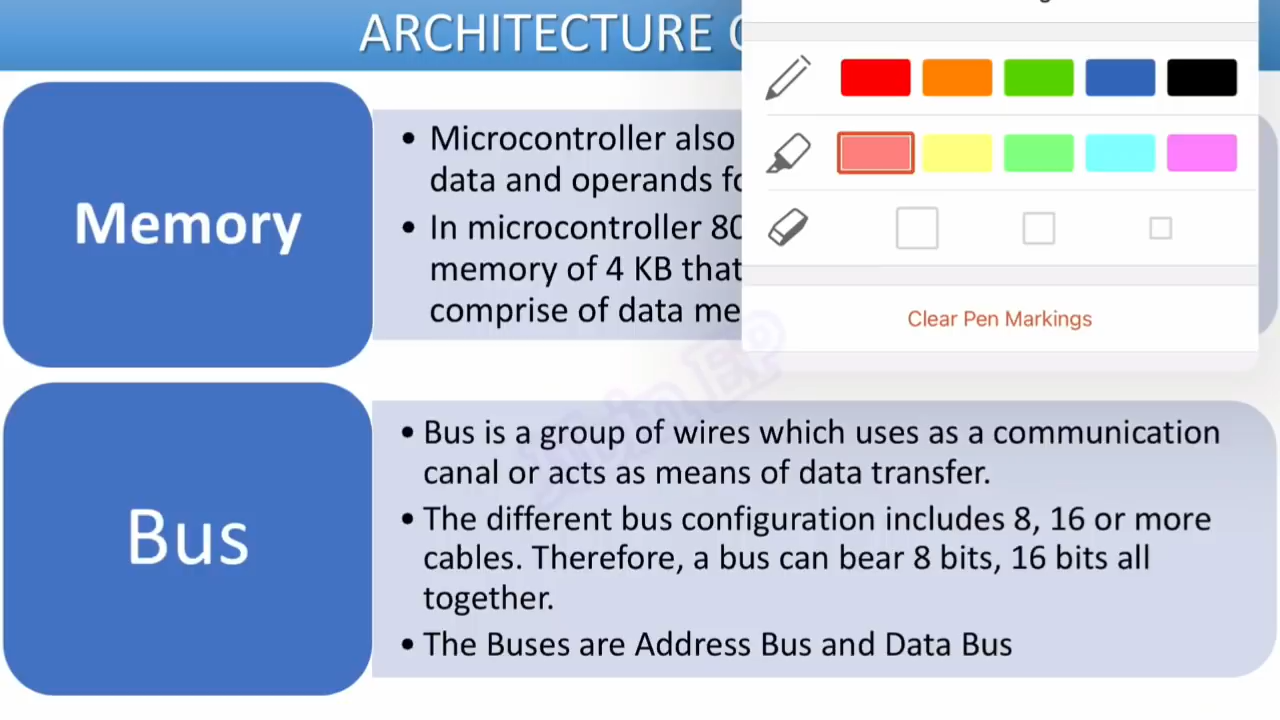 ARCHITECTURE
Memory
• Microcontroller also
data and operands
• In microcontroller
memory of 4 KB that
comprise of data
Clear Pen Markings
Bus
• Bus is a group of wires which uses as a communication
canal or acts as means of data transfer.
• The different bus configuration includes 8, 16 or more
cables. Therefore, a bus can bear 8 bits, 16 bits all
together.
• The Buses are Address Bus and Data Bus